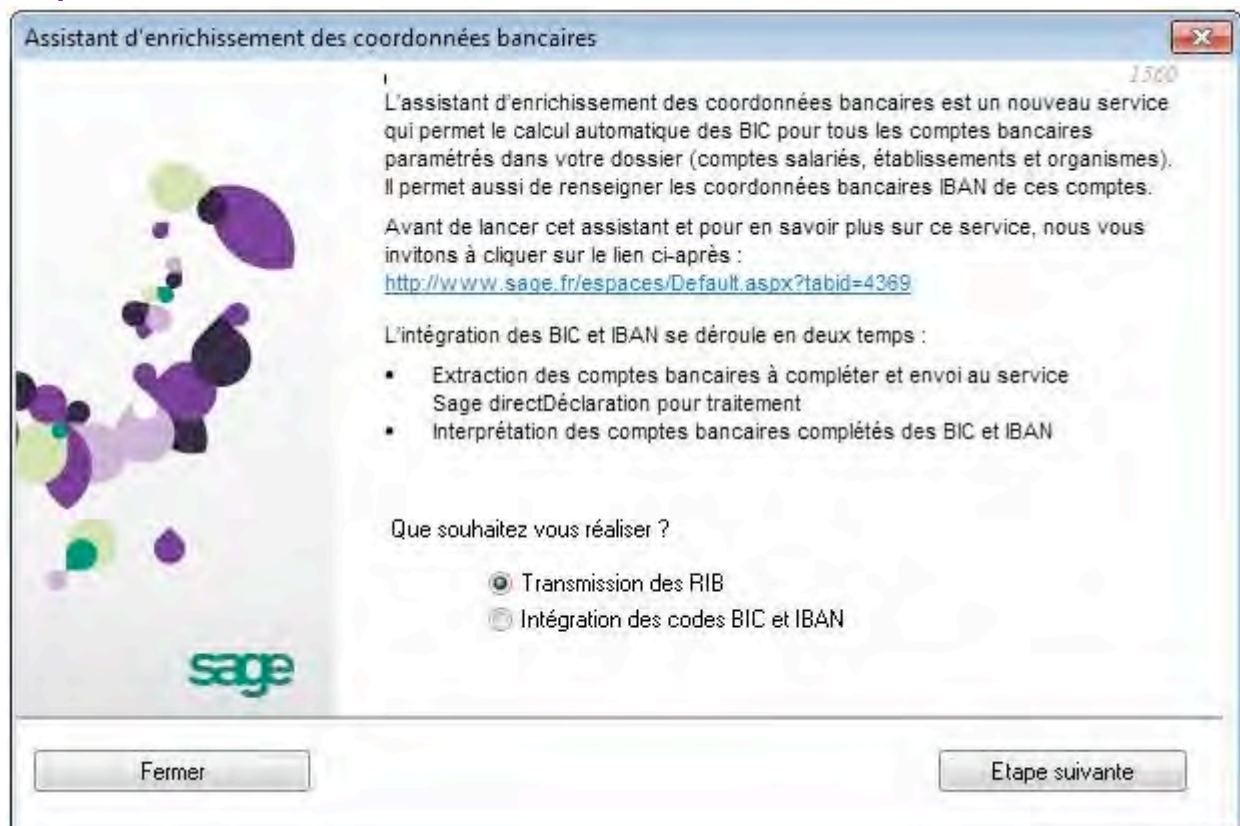 Assistant d'enrichissement des coordonnées bancaires
1560
L'assistant d'enrichissement des coordonnées bancaires est un nouveau service
qui permet le calcul automatique des BIC pour tous les comptes bancaires
paramétrés dans votre dossier (comptes salariés, établissements et organismes).
Il permet aussi de renseigner les coordonnées bancaires IBAN de ces comptes.
Avant de lancer cet assistant et pour en savoir plus sur ce service, nous vous
invitons à cliquer sur le lien ci-après :
http://www.sage.fr/espaces/Default.aspx?tabid=4369
L'intégration des BIC et IBAN se déroule en deux temps :
• Extraction des comptes bancaires à compléter et envoi au service
Sage directDéclaration pour traitement
• Interprétation des comptes bancaires complétés des BIC et IBAN
Que souhaitez vous réaliser ?
Transmission des RIB
Intégration des codes BIC et IBAN
sage
Fermer
Etape suivante